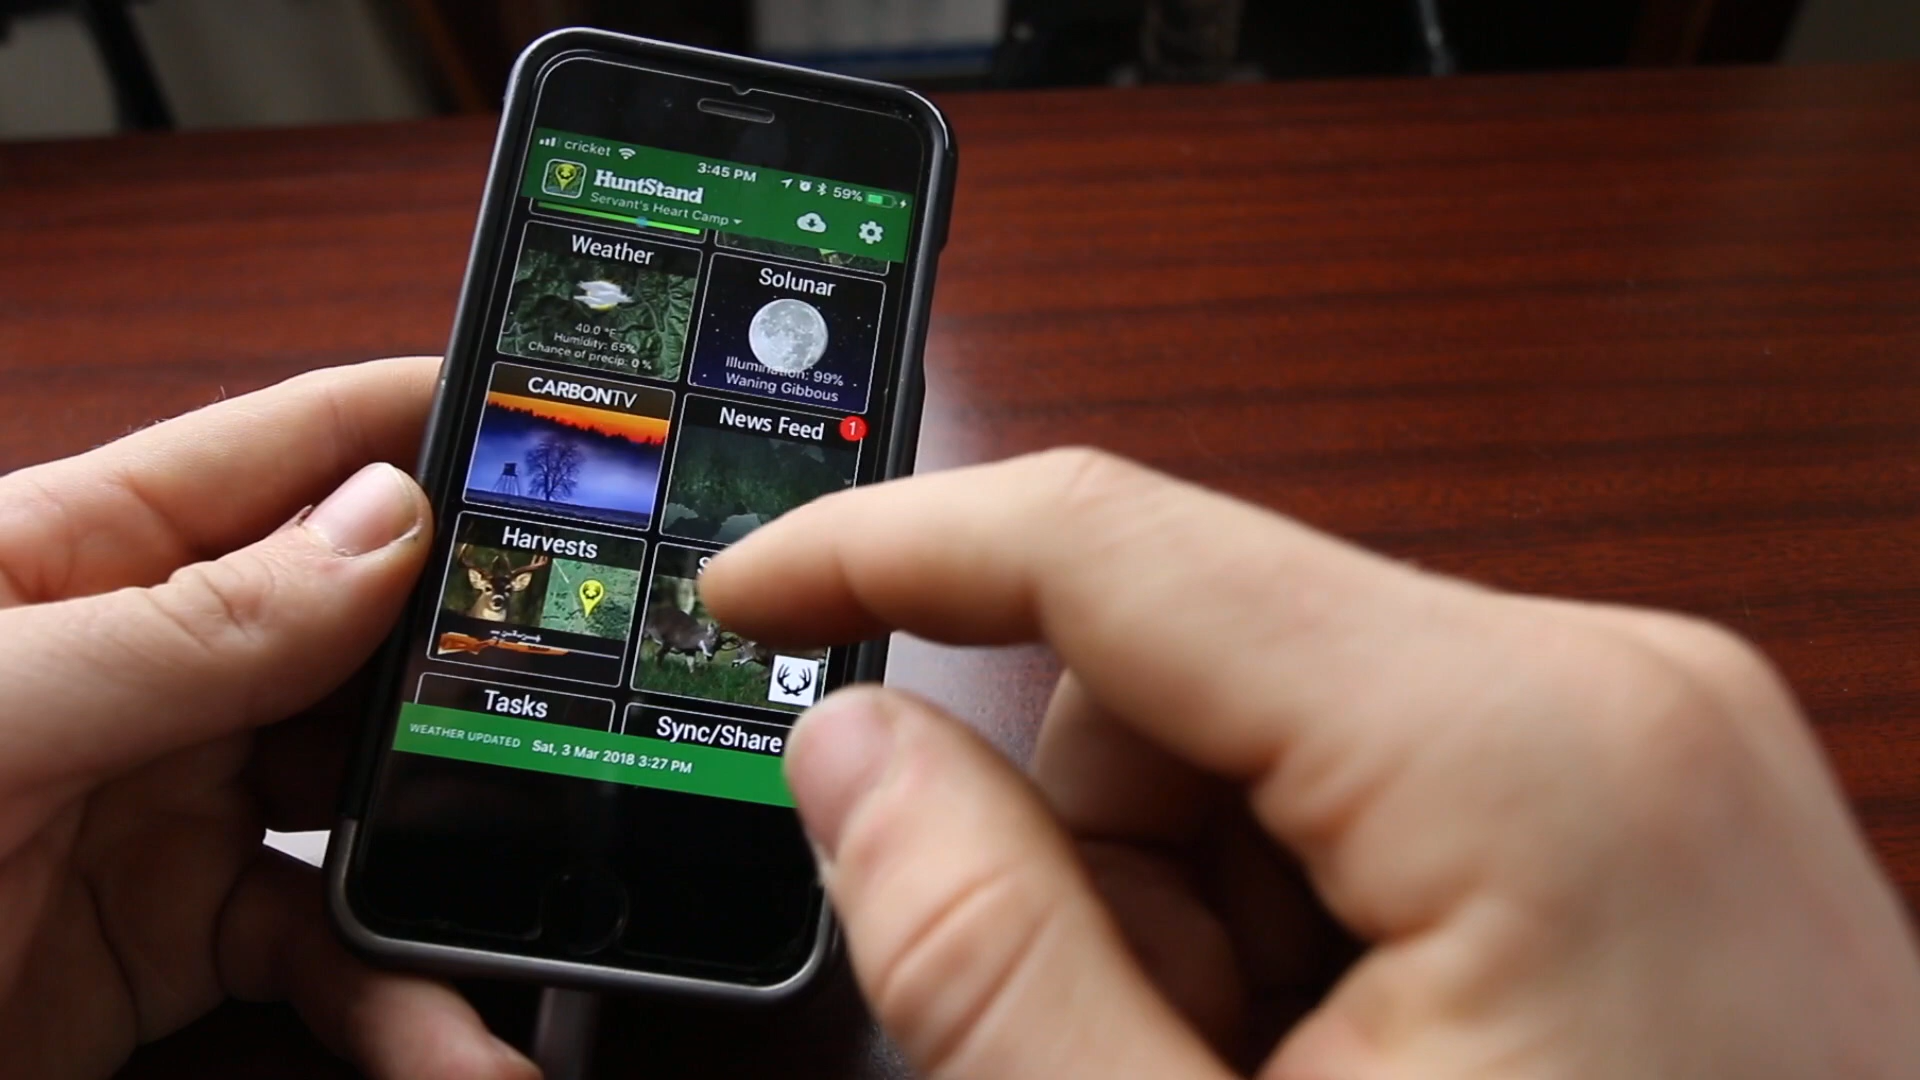 cricket
3:45 PM
59%
HuntStand
Servant's Heart Camp
Weather
40.0 °F
Humidity: 65%
Chance of precip: 0 %
Solunar
Illumination: 99%
Waning Gibbous
CARBONTV
News Feed
1
Harvests
Tasks
Sync/Share
WEATHER UPDATED Sat, 3 Mar 2018 3:27 PM